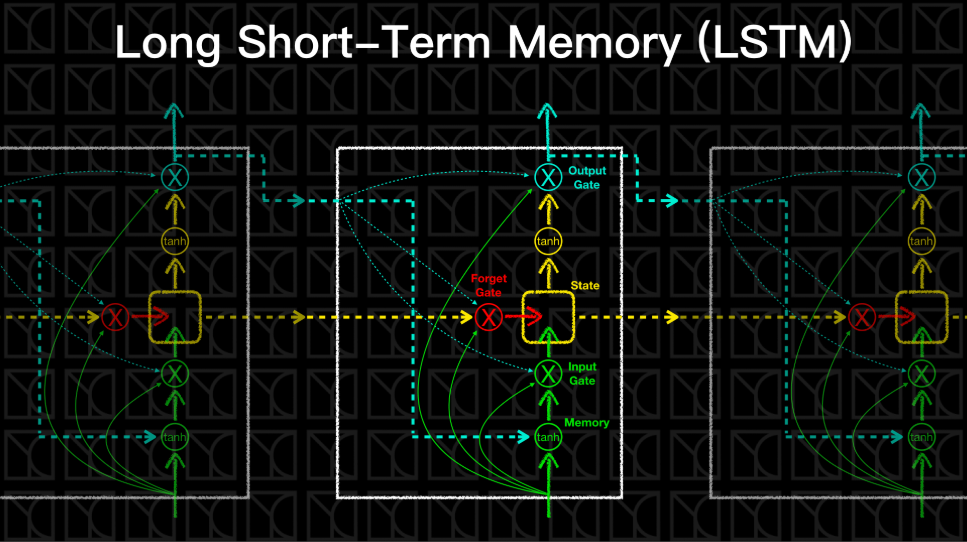 Long Short-Term Memory (LSTM)
X
Output
Gate
tanh
Forget
Gate
State
X
X
Input
Gate
Memory
tanh
X
tanh
X
X
tanh
X
tanh
X
X
tanh